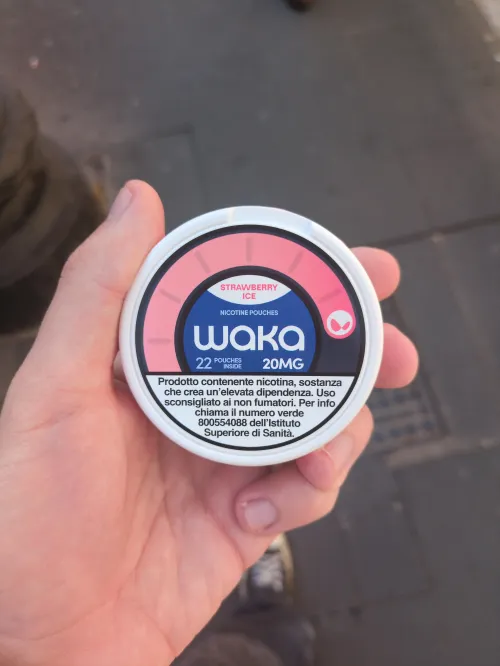 STRAWBERRY
ICE
NICOTINE POUCHES
waka
22 POUCHES INSIDE 20MG
Prodotto contenente nicotina, sostanza
che crea un'elevata dipendenza. Uso
sconsigliato ai non fumatori. Per info
chiama il numero verde
800554088 dell'Istituto
Superiore di Sanità.